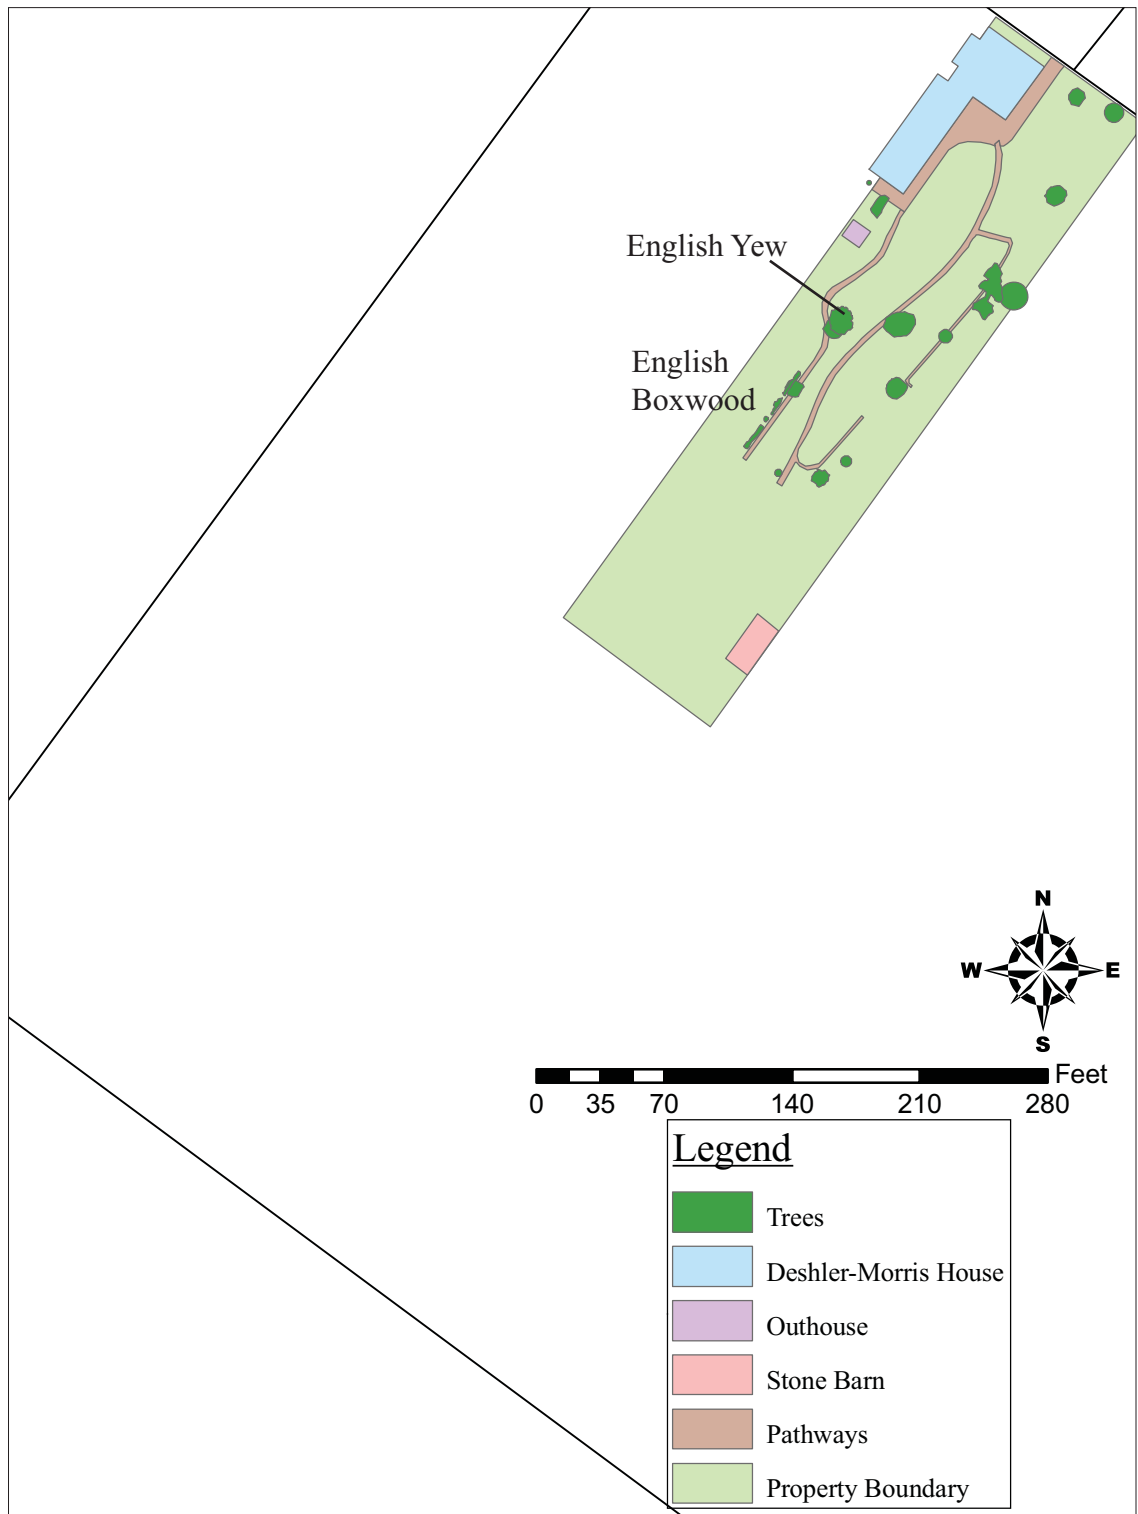 English Yew
English
Boxwood
N
W E
S
Feet
0 35 70 140 210 280
Legend
Trees
Deshler-Morris House
Outhouse
Stone Barn
Pathways
Property Boundary